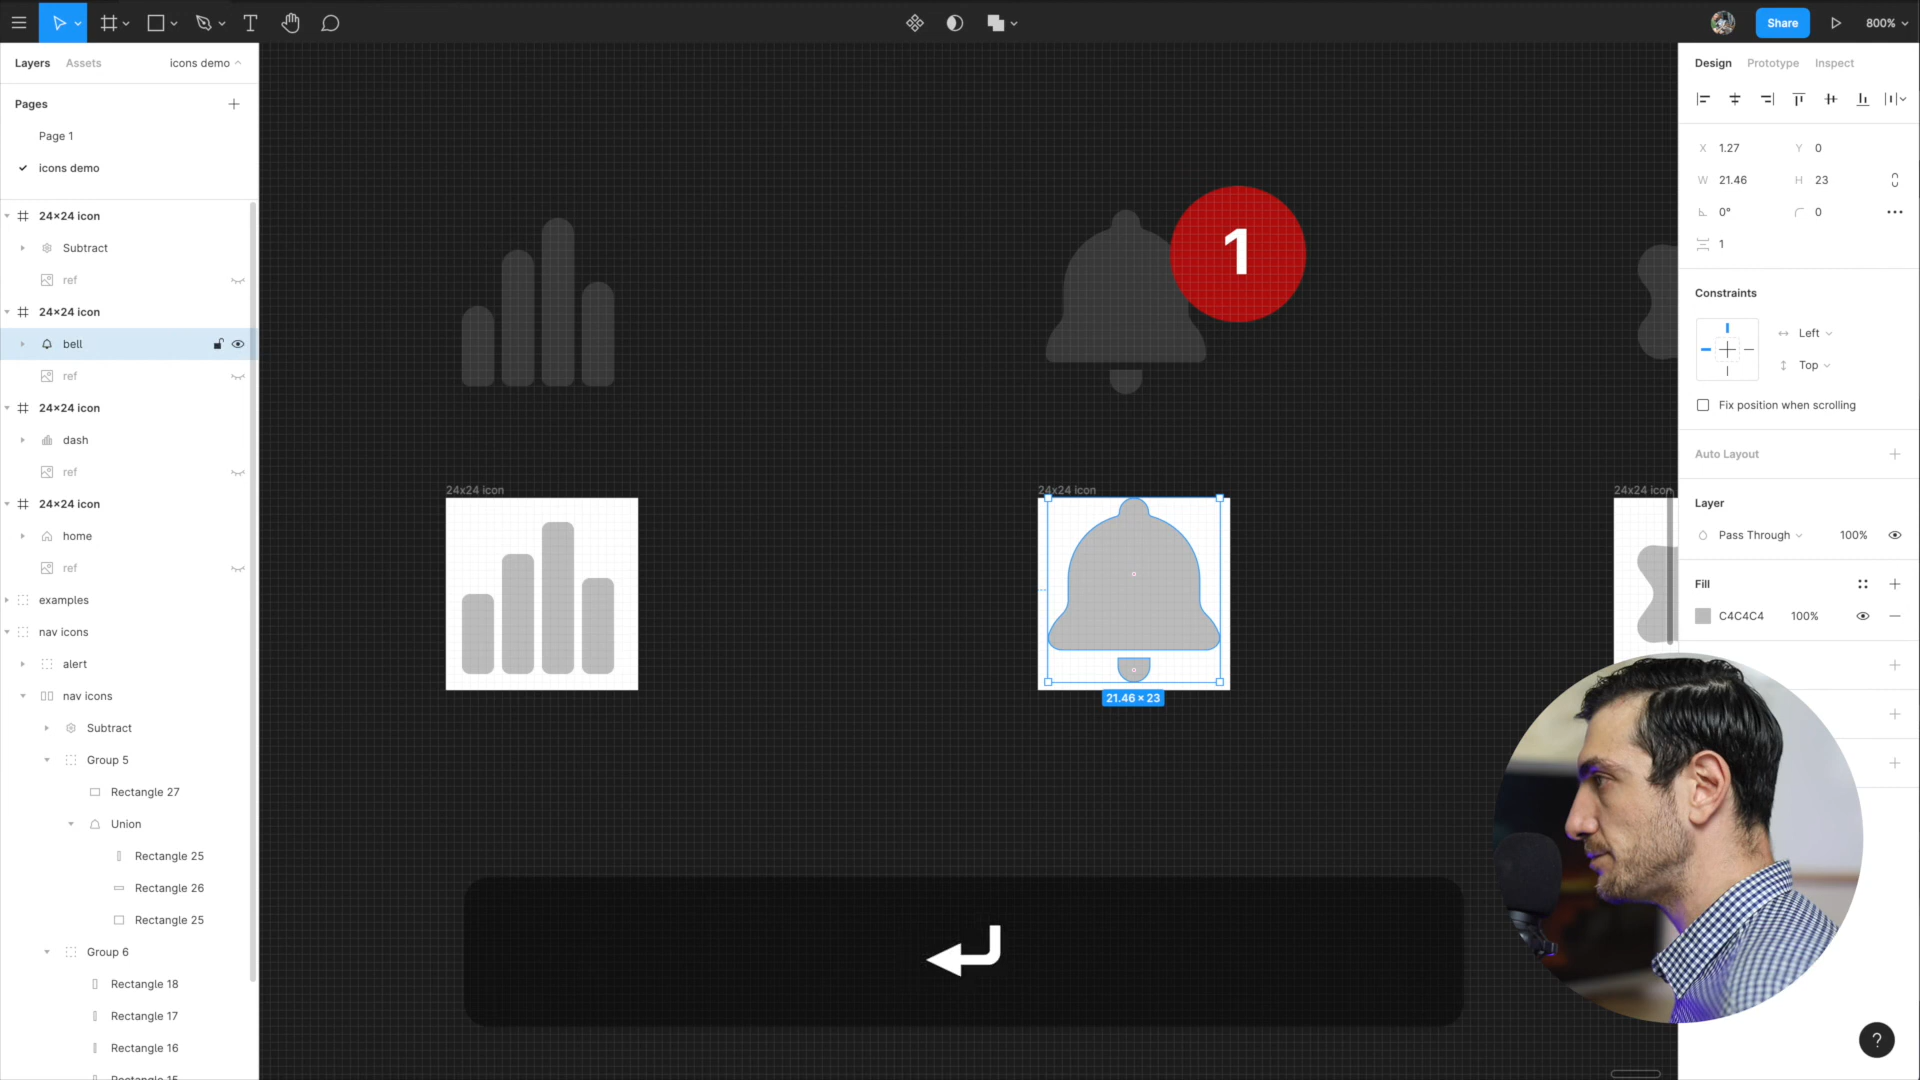 Share
800%
Layers
Assets
icons demo
Pages
Page 1
icons demo
24×24 icon
Subtract
ref
24×24 icon
bell
ref
24×24 icon
dash
ref
24×24 icon
home
ref
examples
nav icons
alert
nav icons
Subtract
Group 5
Rectangle 27
Union
Rectangle 25
Rectangle 26
Rectangle 25
Group 6
Rectangle 18
Rectangle 17
Rectangle 16
Rectangle 15
1
24x24 icon
24x24 icon
24x24 icon
21.46 × 23
Design
Prototype
Inspect
X 1.27
Y 0
W 21.46
H 23
0°
0
1
Constraints
Left
Top
Fix position when scrolling
Auto Layout
Layer
Pass Through
100%
Fill
C4C4C4
100%
?